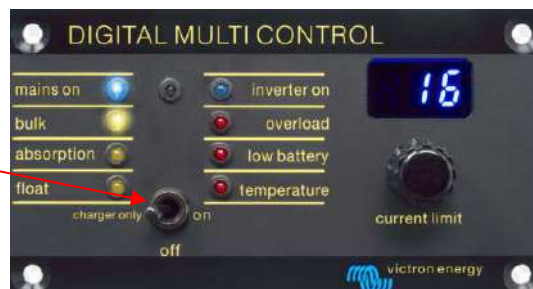 DIGITAL MULTI CONTROL
16
mains on
inverter on
bulk
overload
absorption
low battery
float
temperature
charger only
on
off
current limit
victron energy